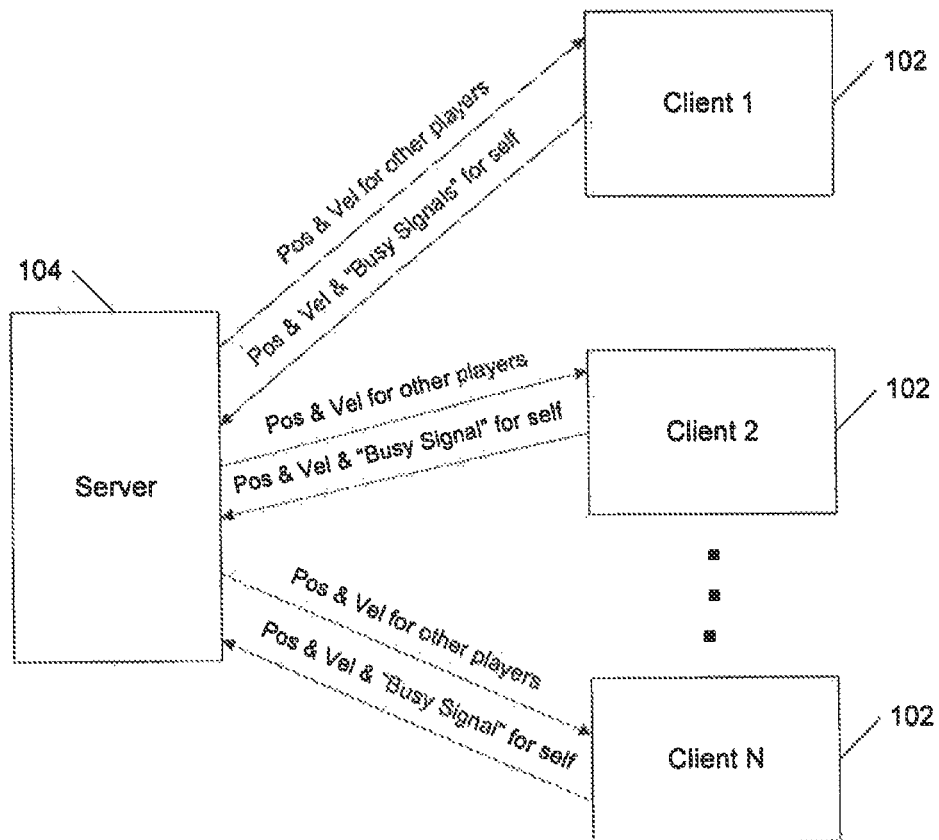 Client 1
102
Pos & Vel for other players
Pos & Vel & "Busy Signals" for self
104
Server
Pos & Vel for other players
Pos & Vel & "Busy Signal" for self
Client 2
102
Pos & Vel for other players
Pos & Vel & "Busy Signal" for self
Client N
102